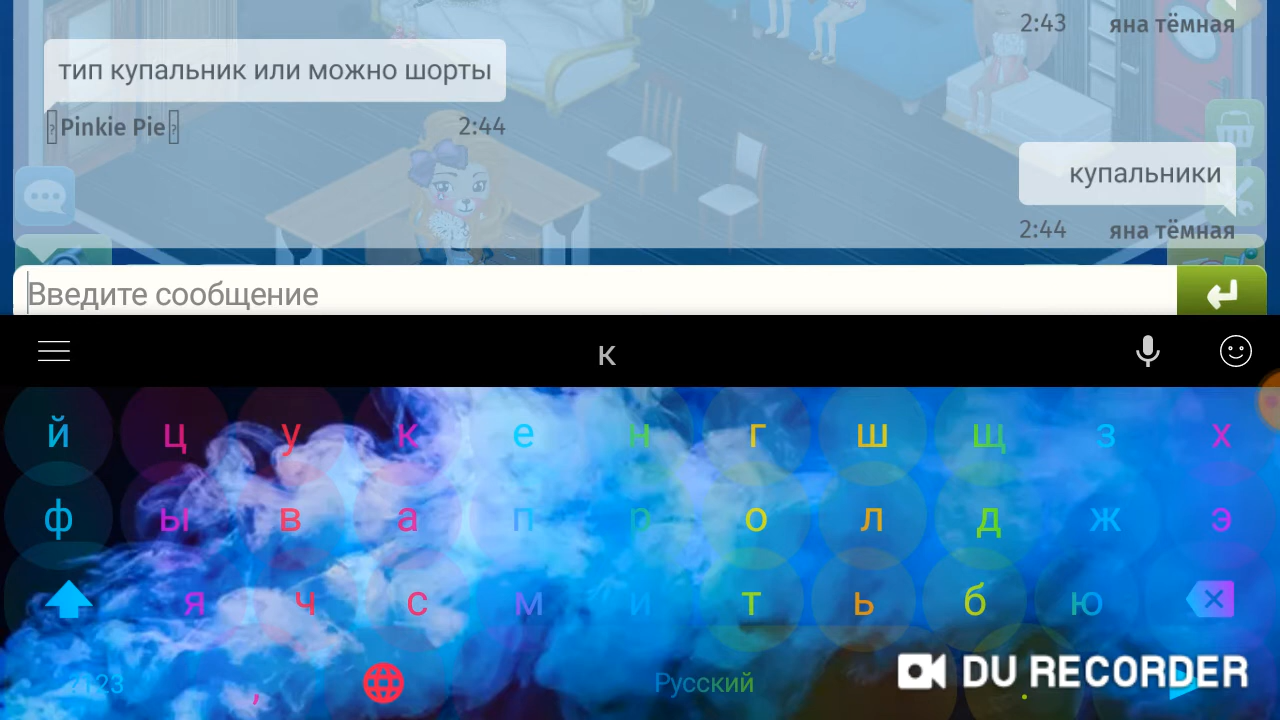 2:43 яна тёмная
тип купальник или можно шорты
Pinkie Pie 2:44
купальники
2:44 яна тёмная
Введите сообщение
к
й ц у к е н г ш щ з х
ф ы в а п р о л д ж э
я ч с м и т ь б ю
?123 , Русский .
DU RECORDER